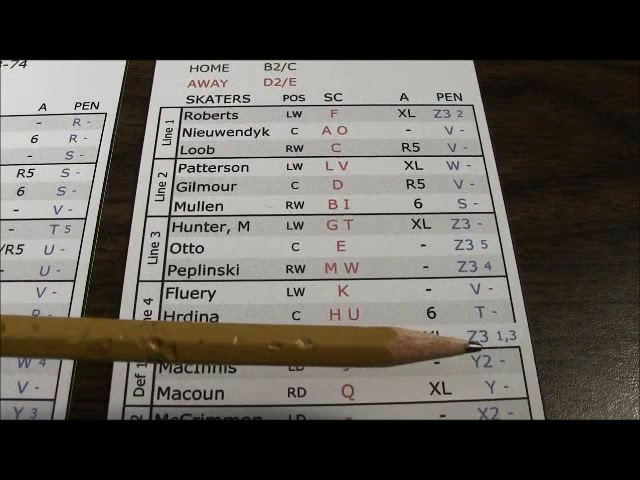 3-74
HOME B2/C
AWAY D2/E
A PEN
SKATERS POS SC A PEN
- R -
6 R -
- S -
R5 S -
6 S -
- V -
- T 5
/R5 U -
- U -
V -
W 4
V -
Y 3
Line 1
Roberts LW F XL Z3 2
Nieuwendyk C A O - V -
Loob RW C R5 V -
Line 2
Patterson LW L V XL W -
Gilmour C D R5 V -
Mullen RW B I 6 S -
Line 3
Hunter, M LW G T XL Z3 -
Otto C E - Z3 5
Peplinski RW M W - Z3 4
Fluery LW K - V -
Hrdina C H U 6 T -
Z3 1,3
Def 1
MacInnis LD - Y2 -
Macoun RD Q XL Y -
McCrimmon X2 -